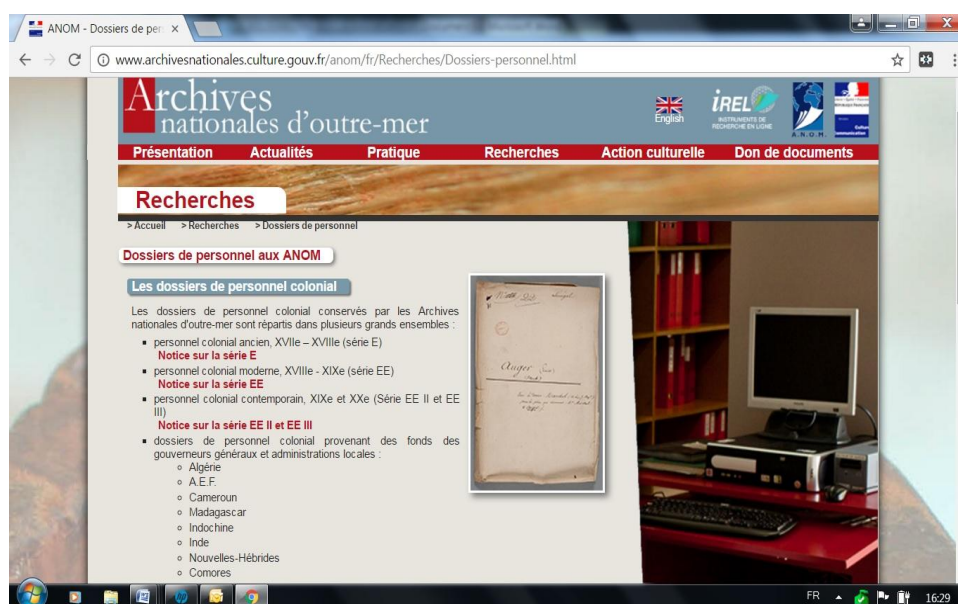 ANOM - Dossiers de per
www.archivesnationales.culture.gouv.fr/anom/fr/Recherches/Dossiers-personnel.html
Archives
nationales d'outre-mer
English
iREL
INSTRUMENTS DE
RECHERCHE EN LIGNE
A.N.O.M.
Présentation Actualités Pratique Recherches Action culturelle Don de documents
Recherches
> Accueil > Recherches > Dossiers de personnel
Dossiers de personnel aux ANOM
Les dossiers de personnel colonial
Les dossiers de personnel colonial conservés par les Archives
nationales d'outre-mer sont répartis dans plusieurs grands ensembles :
personnel colonial ancien, XVIIe – XVIIIe (série E)
Notice sur la série E
personnel colonial moderne, XVIIIe - XIXe (série EE)
Notice sur la série EE
personnel colonial contemporain, XIXe et XXe (Série EE II et EE
III)
Notice sur la série EE II et EE III
dossiers de personnel colonial provenant des fonds des
gouverneurs généraux et administrations locales :
Algérie
A.E.F.
Cameroun
Madagascar
Indochine
Inde
Nouvelles-Hébrides
Comores
Auger
FR 16:29